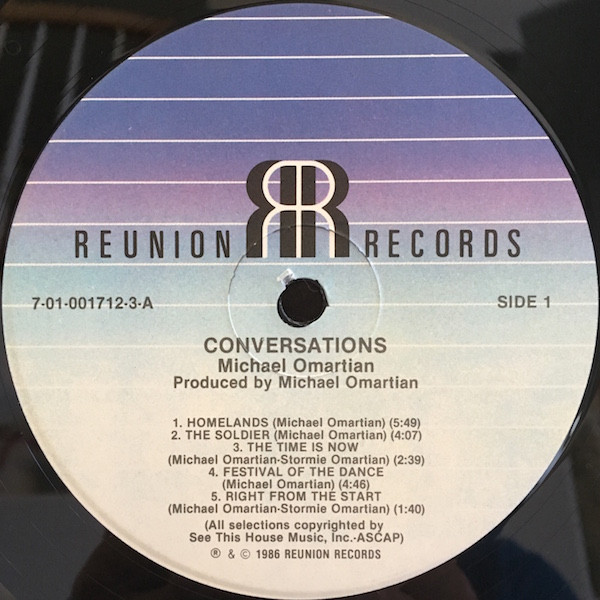 REUNION RR RECORDS
7-01-001712-3-A
SIDE 1
CONVERSATIONS
Michael Omartian
Produced by Michael Omartian
1. HOMELANDS (Michael Omartian) (5:49)
2. THE SOLDIER (Michael Omartian) (4:07)
3. THE TIME IS NOW
(Michael Omartian-Stormie Omartian) (2:39)
4. FESTIVAL OF THE DANCE
(Michael Omartian) (4:46)
5. RIGHT FROM THE START
(Michael Omartian-Stormie Omartian) (1:40)
(All selections copyrighted by
See This House Music, Inc.-ASCAP)
℗ & © 1986 REUNION RECORDS